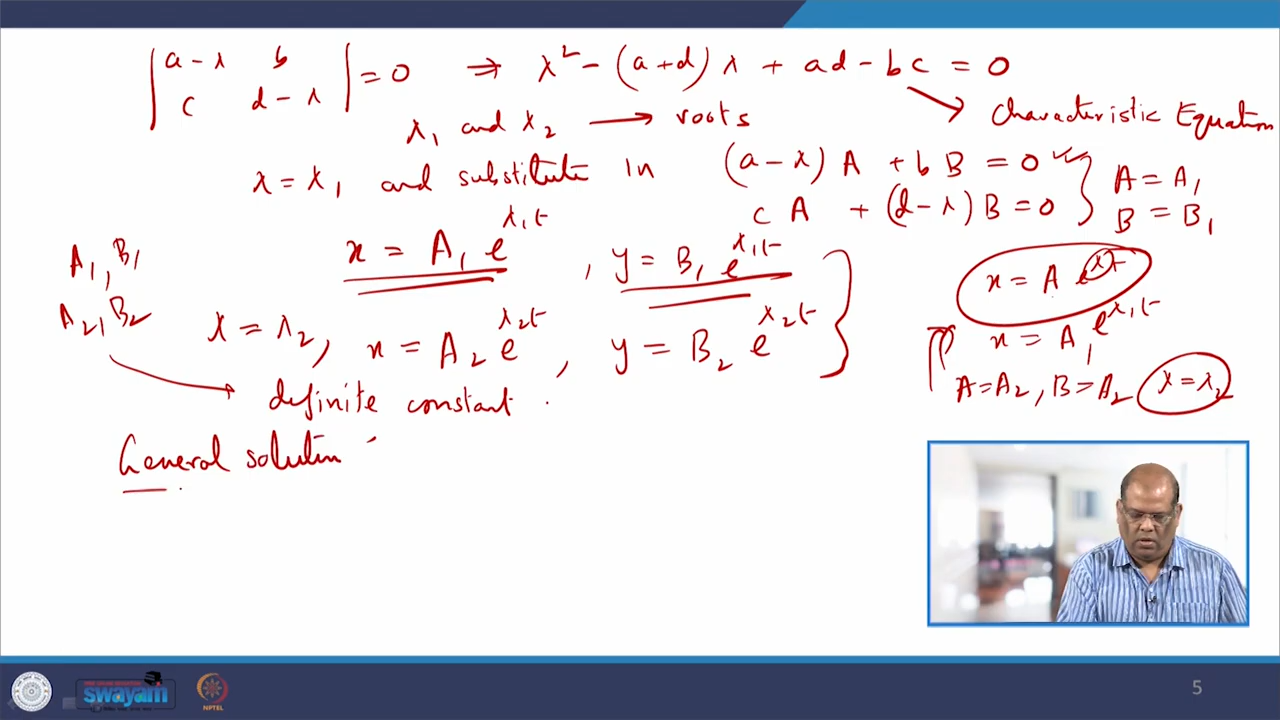 | a - λ b | = 0 ⇒ λ² - (a+d) λ + ad - bc = 0
| c d - λ |
→ Characteristic Equation
λ₁ and λ₂ → roots
λ = λ₁ and substitute in (a - λ) A + b B = 0
c A + (d - λ) B = 0
A = A₁
B = B₁
x = A₁ e^{λ₁t} , y = B₁ e^{λ₁t}
A₁, B₁
A₂, B₂
λ = λ₂, x = A₂ e^{λ₂t} , y = B₂ e^{λ₂t}
x = A e^{λt}
x = A₁ e^{λ₁t}
A = A₂, B = A₂ λ = λ₂
→ definite constant .
General solution
5
swayam
NPTEL